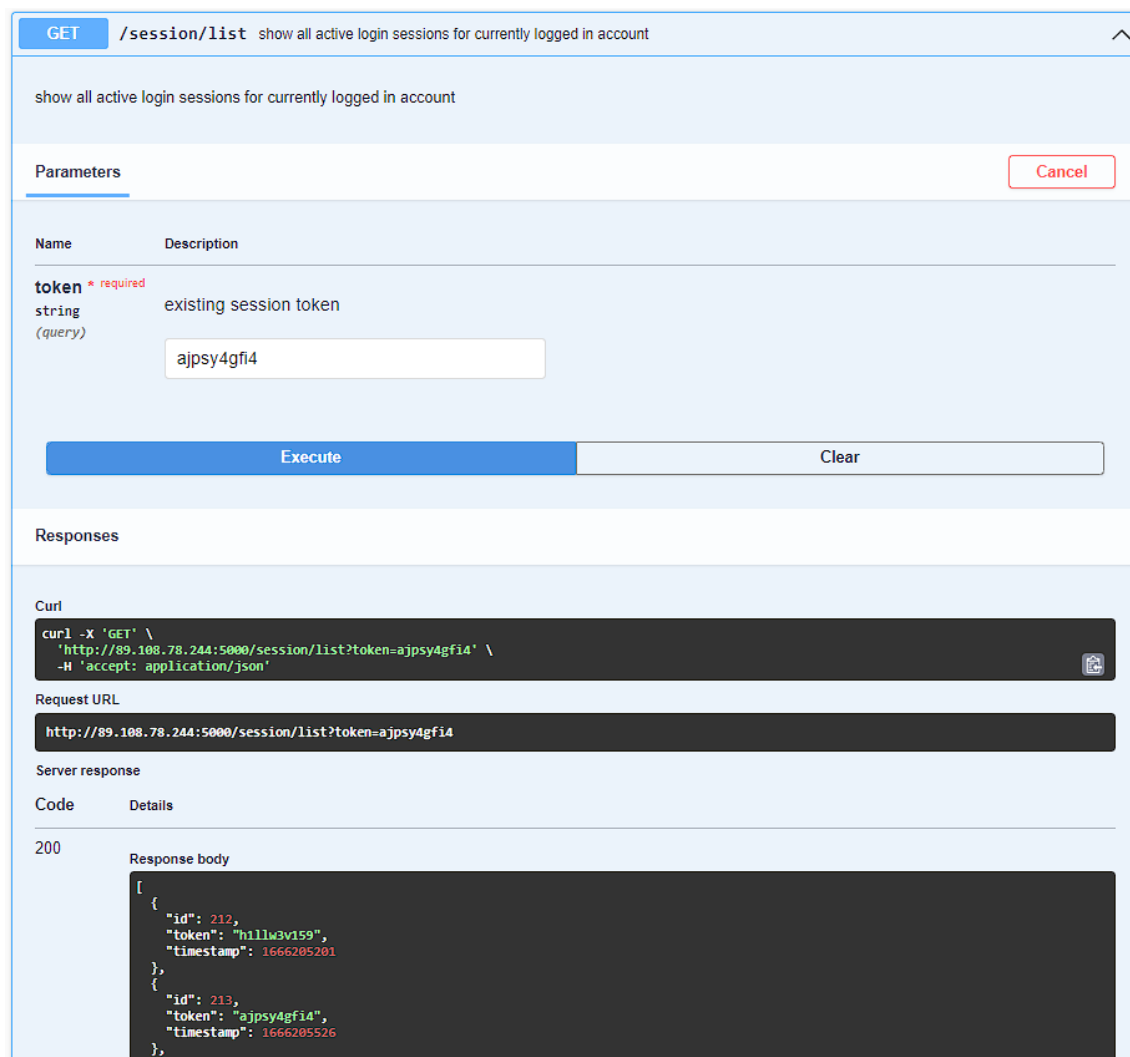 GET /session/list show all active login sessions for currently logged in account
show all active login sessions for currently logged in account
Parameters Cancel
Name Description
token * required
string
(query)
existing session token
ajpsy4gfi4
Execute Clear
Responses
Curl
curl -X 'GET' \
'http://89.108.78.244:5000/session/list?token=ajpsy4gfi4' \
-H 'accept: application/json'
Request URL
http://89.108.78.244:5000/session/list?token=ajpsy4gfi4
Server response
Code Details
200
Response body
[
{
"id": 212,
"token": "h1llw3v159",
"timestamp": 1666205201
},
{
"id": 213,
"token": "ajpsy4gfi4",
"timestamp": 1666205526
},